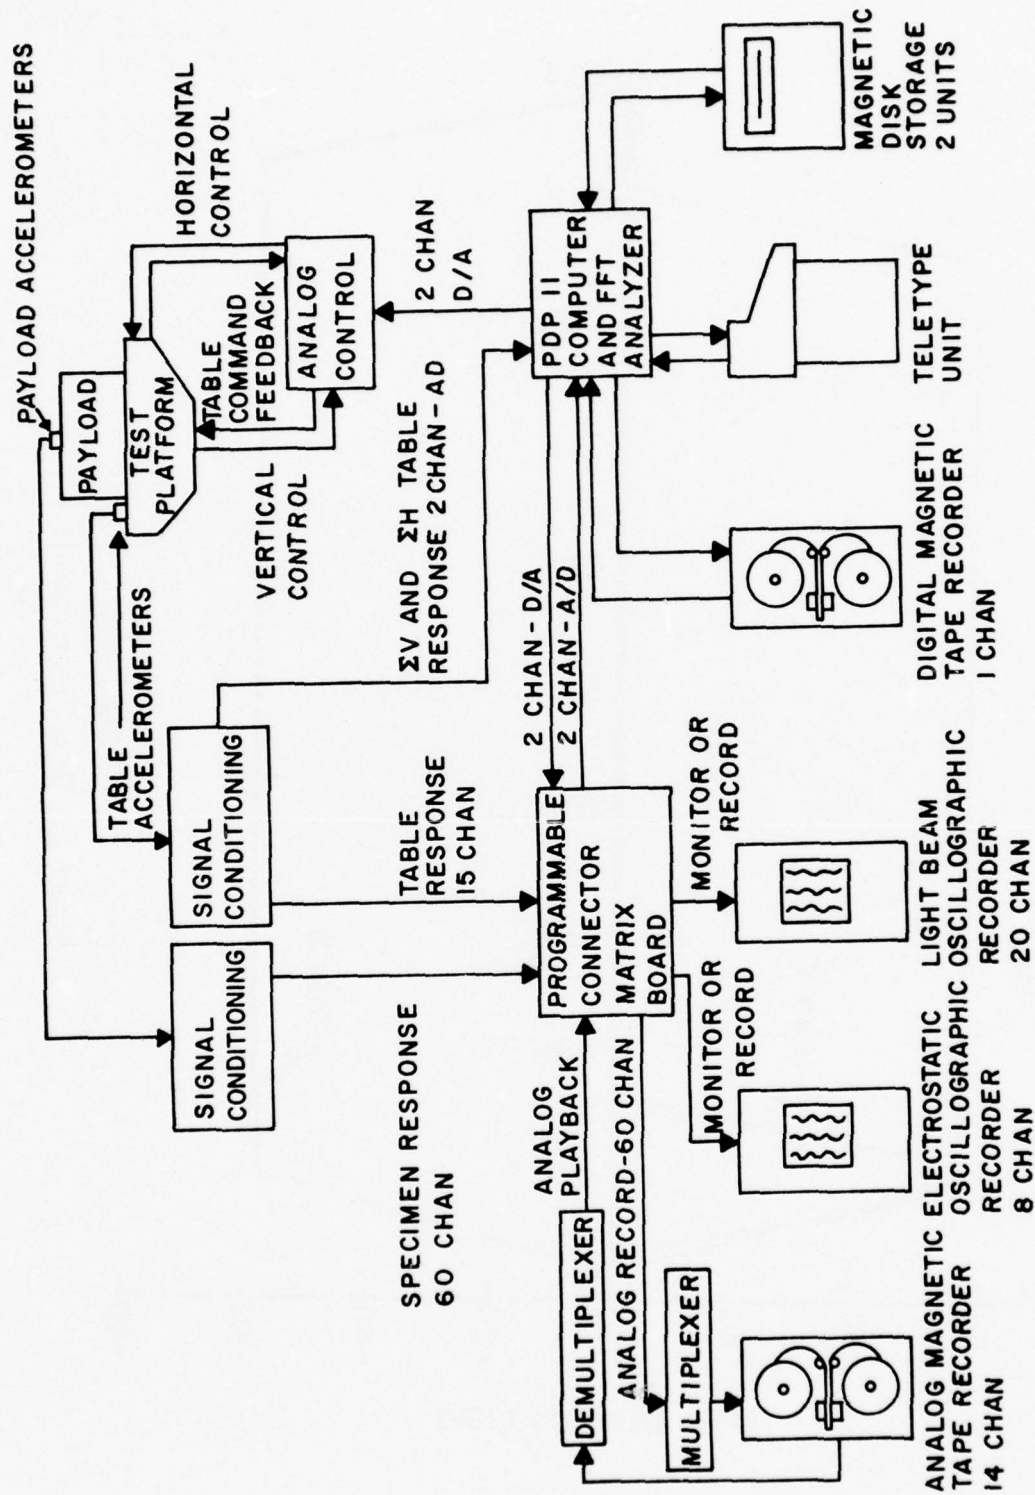 PAYLOAD ACCELEROMETERS
PAYLOAD
TEST
PLATFORM
HORIZONTAL
CONTROL
TABLE
COMMAND
FEEDBACK
ANALOG
CONTROL
VERTICAL
CONTROL
TABLE
ACCELEROMETERS
SIGNAL
CONDITIONING
SIGNAL
CONDITIONING
2 CHAN
D/A
ΣV AND ΣH TABLE
RESPONSE 2 CHAN-AD
TABLE
RESPONSE
15 CHAN
SPECIMEN RESPONSE
60 CHAN
PDP 11
COMPUTER
AND FFT
ANALYZER
2 CHAN-D/A
2 CHAN-A/D
PROGRAMMABLE
CONNECTOR
MATRIX
BOARD
ANALOG
PLAYBACK
DEMUTIPLEXER
ANALOG RECORD-60 CHAN
MULTIPLEXER
MONITOR OR
RECORD
MONITOR OR
RECORD
ANALOG MAGNETIC
TAPE RECORDER
14 CHAN
ELECTROSTATIC
OSCILLOGRAPHIC
RECORDER
8 CHAN
LIGHT BEAM
OSCILLOGRAPHIC
RECORDER
20 CHAN
DIGITAL MAGNETIC
TAPE RECORDER
1 CHAN
TELETYPE
UNIT
MAGNETIC
DISK
STORAGE
2 UNITS